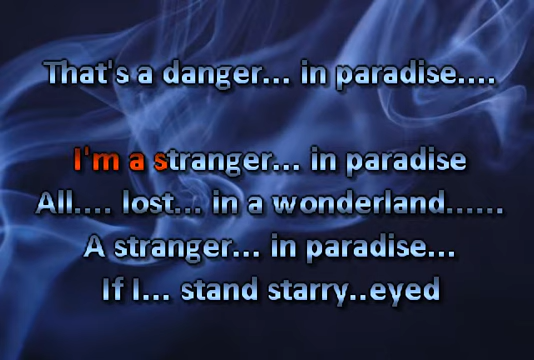 That's a danger... in paradise....
I'm a stranger... in paradise
All.... lost... in a wonderland......
A stranger... in paradise...
If I... stand starry..eyed